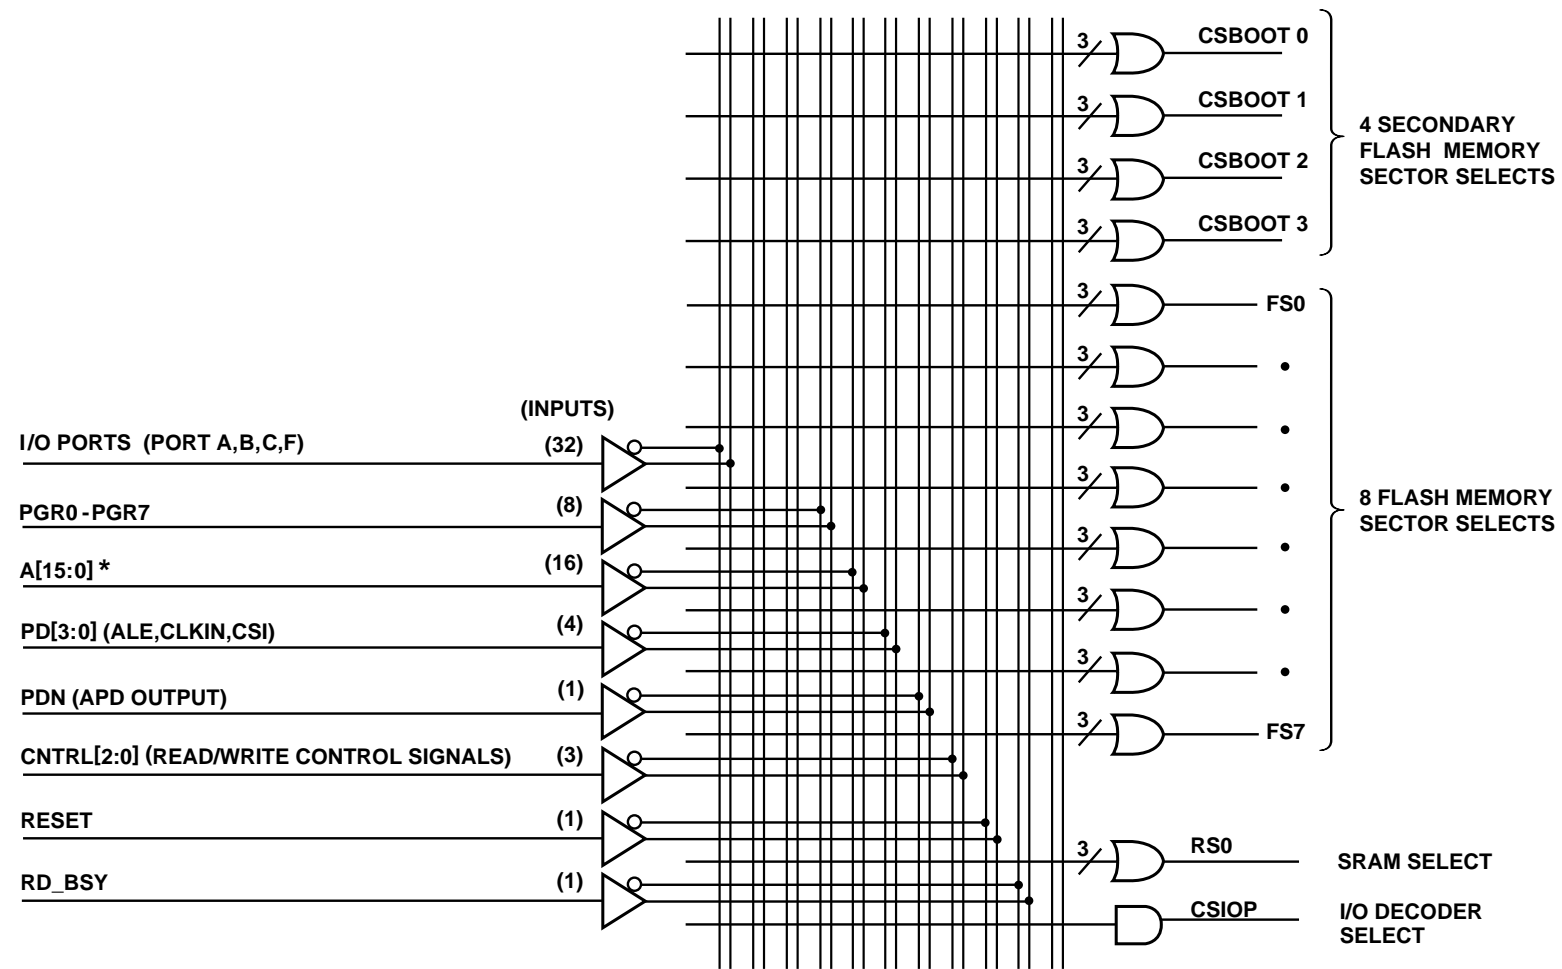 3
CSBOOT 0
3
CSBOOT 1
3
CSBOOT 2
3
CSBOOT 3
4 SECONDARY
FLASH MEMORY
SECTOR SELECTS
3
FS0
3
3
3
3
3
3
3
FS7
8 FLASH MEMORY
SECTOR SELECTS
(INPUTS)
I/O PORTS (PORT A,B,C,F)
(32)
PGR0 - PGR7
(8)
A[15:0] *
(16)
PD[3:0] (ALE,CLKIN,CSI)
(4)
PDN (APD OUTPUT)
(1)
CNTRL[2:0] (READ/WRITE CONTROL SIGNALS)
(3)
RESET
(1)
RD_BSY
(1)
3
RS0
SRAM SELECT
CSIOP
I/O DECODER
SELECT